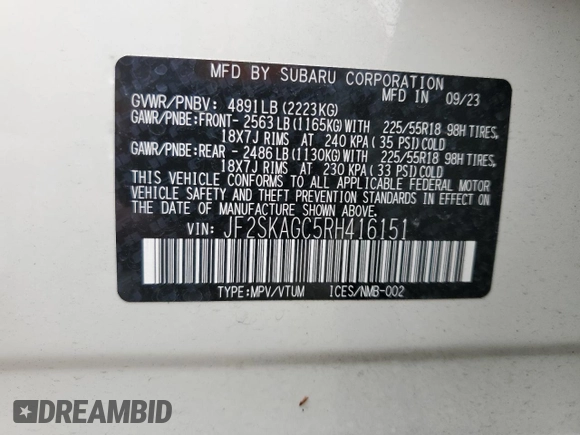 MFD BY SUBARU CORPORATION
MFD IN 09/23
GVWR/PNBV: 4891LB (2223KG)
GAWR/PNBE:FRONT- 2563LB(1165KG)WITH 225/55R18 98H TIRES,
18X7J RIMS AT 240 KPA (35 PSI)COLD
GAWR/PNBE:REAR - 2486LB(1130KG)WITH 225/55R18 98H TIRES,
18X7J RIMS AT 230 KPA (33 PSI)COLD
THIS VEHICLE CONFORMS TO ALL APPLICABLE FEDERAL MOTOR
VEHICLE SAFETY AND THEFT PREVENTION STANDARDS IN EFFECT ON
THE DATE OF MANUFACTURE SHOWN ABOVE.
VIN: JF2SKAGC5RH416151
TYPE:MPV/VTUM ICES/NMB-002
DREAMBID